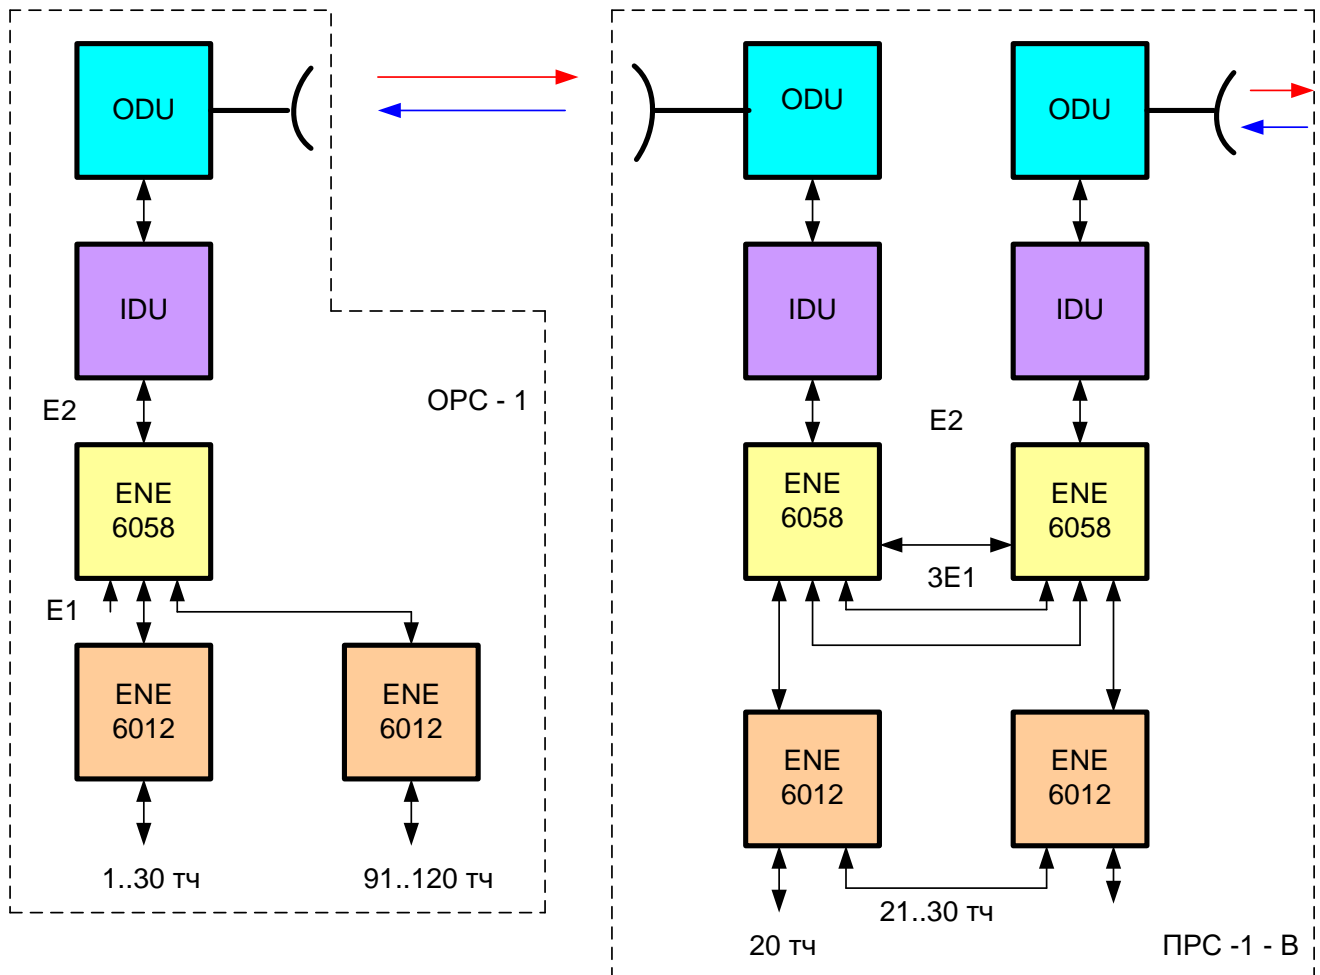 ODU
ODU
ODU
IDU
IDU
IDU
E2
ОРС - 1
E2
ENE
6058
ENE
6058
ENE
6058
3E1
E1
ENE
6012
ENE
6012
ENE
6012
ENE
6012
1..30 тч
91..120 тч
21..30 тч
20 тч
ПРС -1 - В